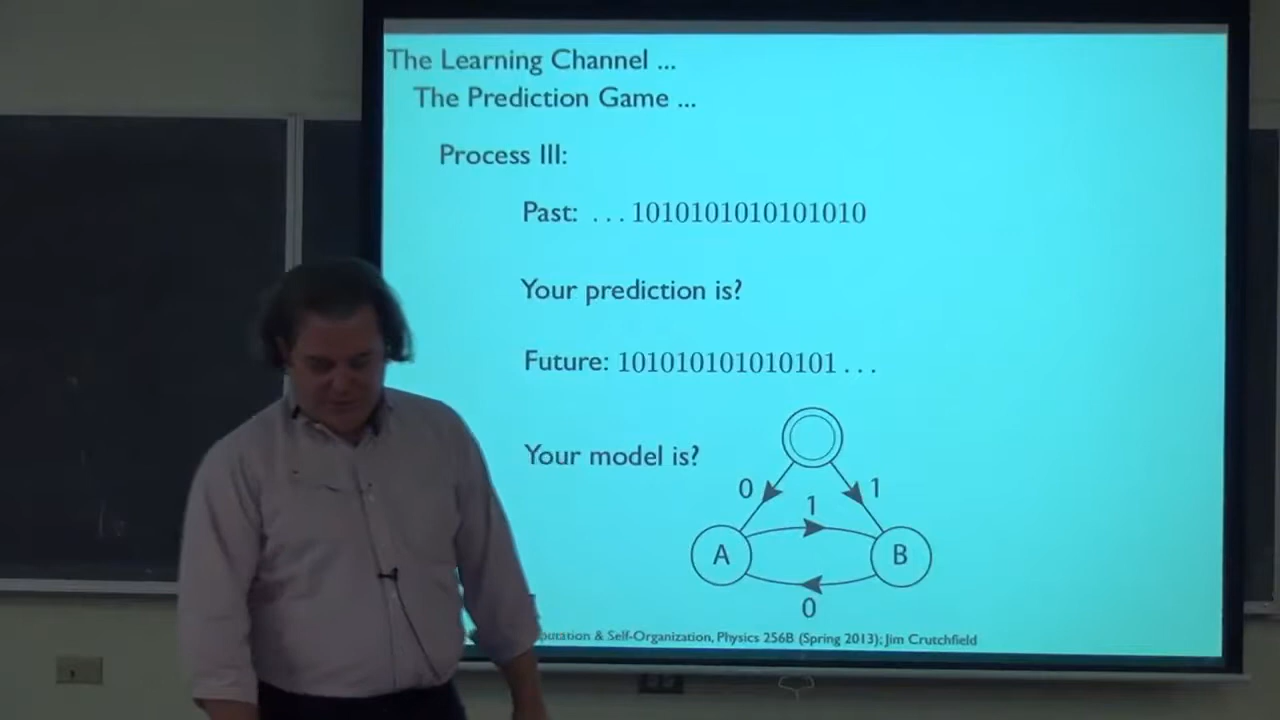 The Learning Channel ...
The Prediction Game ...
Process III:
Past: ...1010101010101010
Your prediction is?
Future: 101010101010101...
Your model is?
0
1
1
A
B
0
& Self-Organization, Physics 256B (Spring 2013); Jim Crutchfield